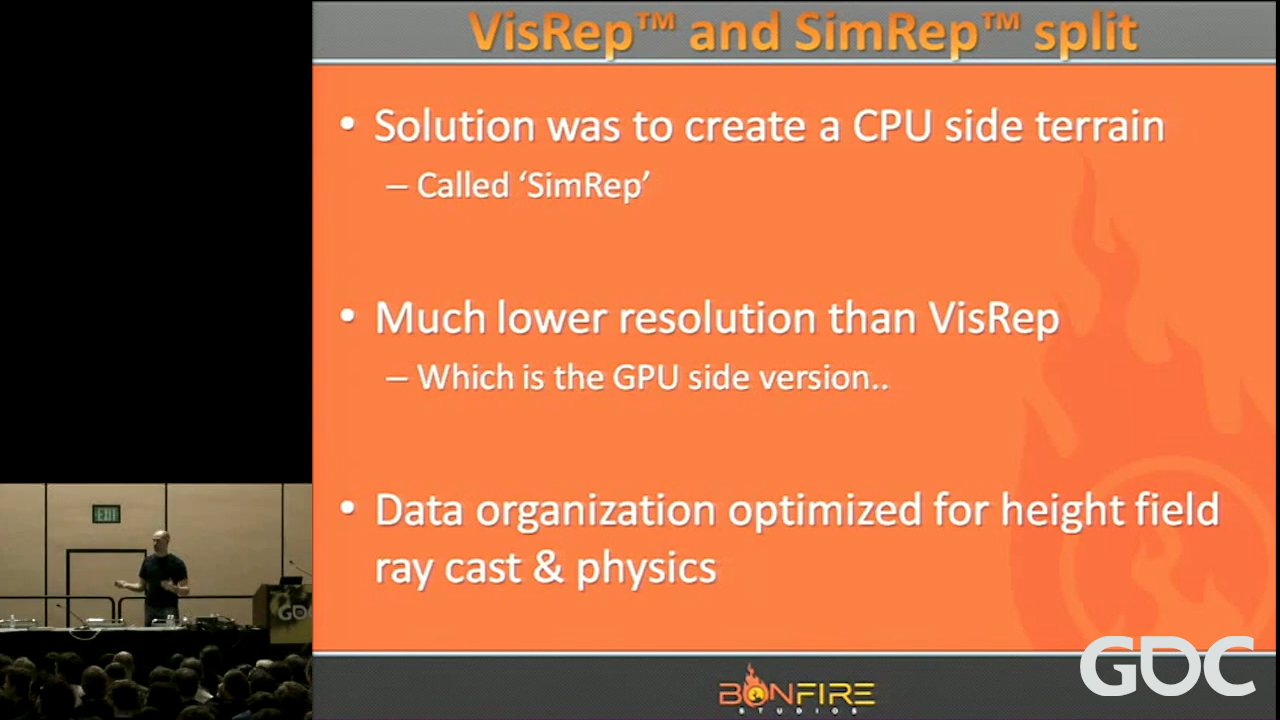 VisRep™ and SimRep™ split
• Solution was to create a CPU side terrain
– Called ‘SimRep’
• Much lower resolution than VisRep
– Which is the GPU side version..
• Data organization optimized for height field
ray cast & physics
EXIT
GDC
BONFIRE
STUDIOS
GDC